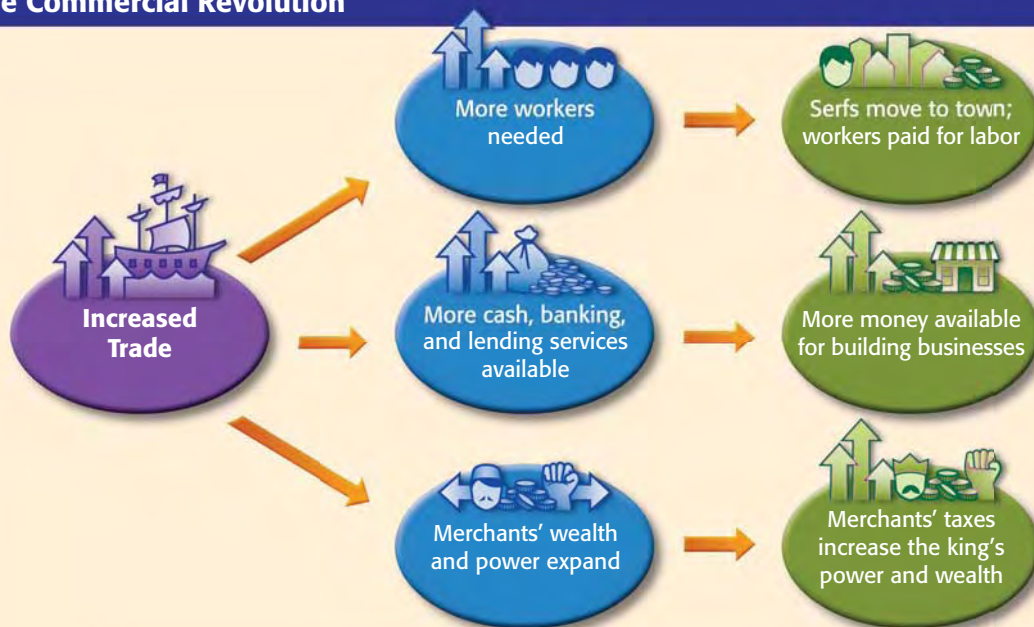 e Commercial Revolution
More workers
needed
Serfs move to town;
workers paid for labor
Increased
Trade
More cash, banking,
and lending services
available
More money available
for building businesses
Merchants’ wealth
and power expand
Merchants’ taxes
increase the king’s
power and wealth